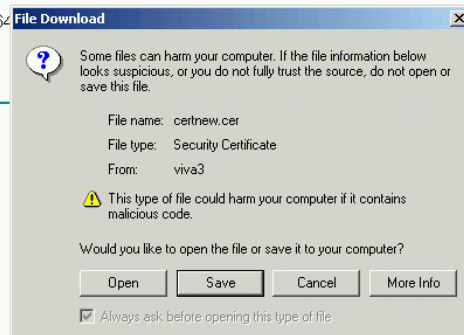 64
File Download
Some files can harm your computer. If the file information below
looks suspicious, or you do not fully trust the source, do not open or
save this file.
File name: certnew.cer
File type: Security Certificate
From: viva3
This type of file could harm your computer if it contains
malicious code.
Would you like to open the file or save it to your computer?
Open Save Cancel More Info
Always ask before opening this type of file